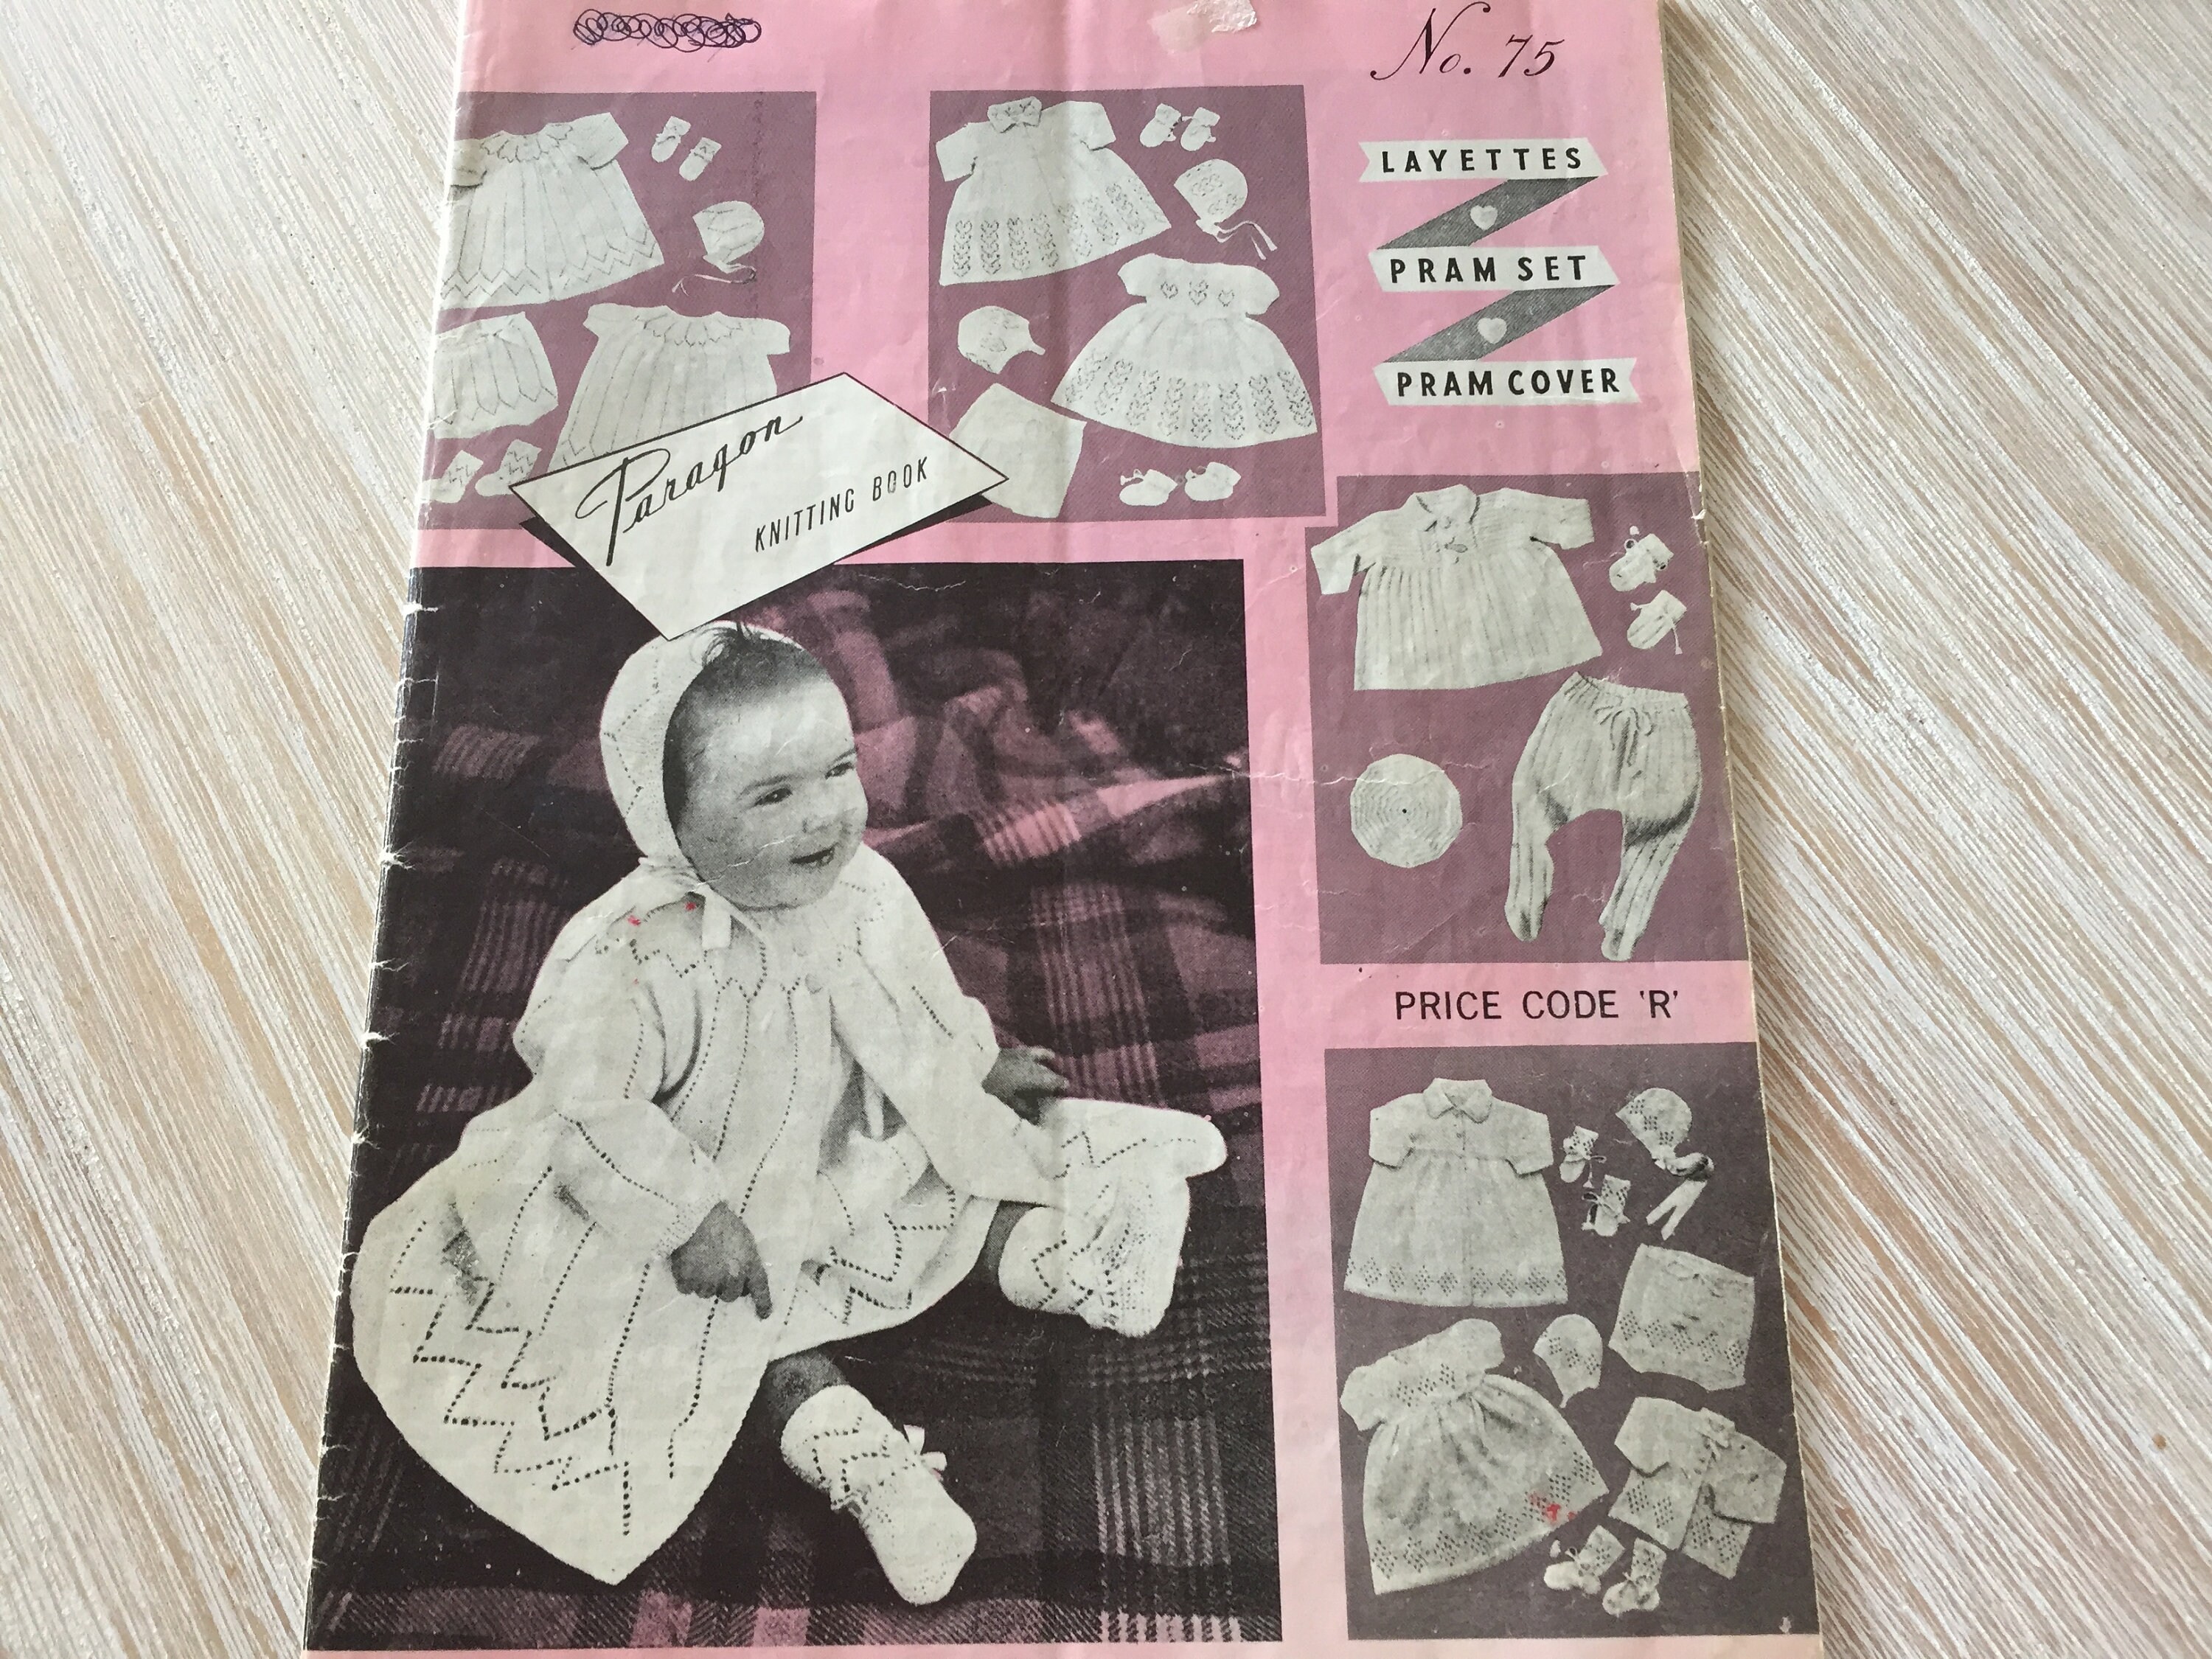 No. 75
LAYETTES
PRAM SET
PRAM COVER
Paragon
KNITTING BOOK
PRICE CODE 'R'